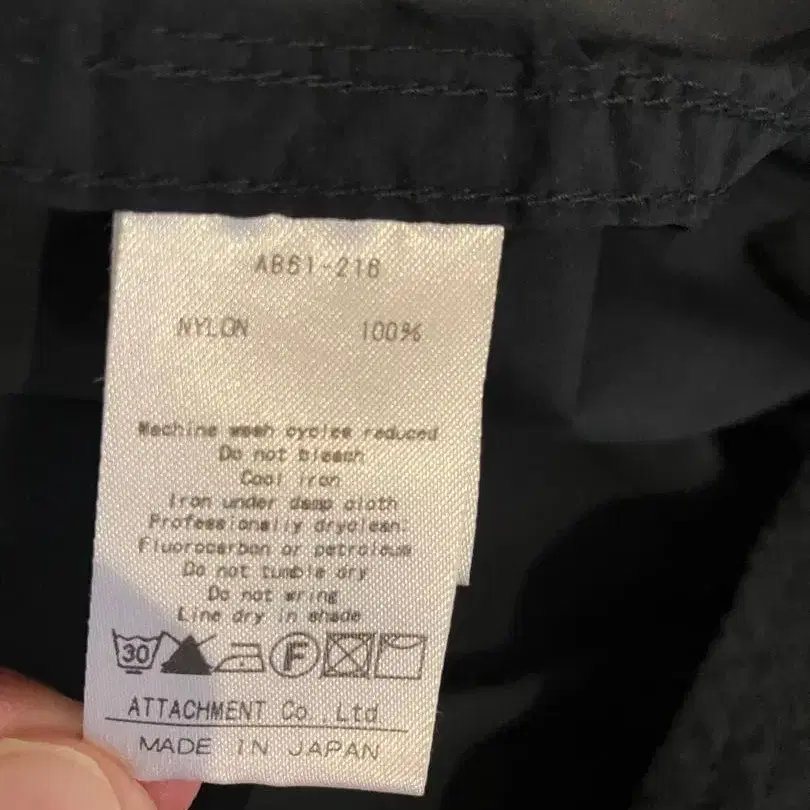 AB61-216
NYLON 100%
Machine wash cycles reduced
Do not bleach
Cool iron
Iron under damp cloth
Professionally dryclean:
Fluorocarbon or petroleum
Do not tumble dry
Do not wring
Line dry in shade
30 F
ATTACHMENT Co.,Ltd.
MADE IN JAPAN